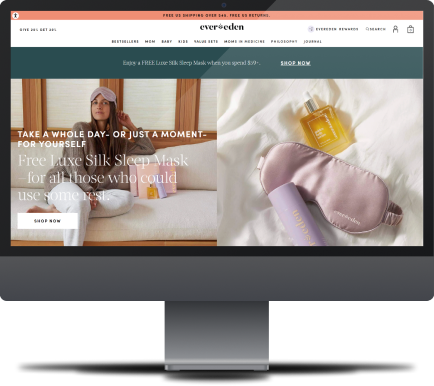 FREE US SHIPPING OVER $40. FREE US RETURNS.
GIVE 20% GET 20%
ever eden
EVEREDEN REWARDS
SEARCH
BESTSELLERS MOM BABY KIDS VALUE SETS MOMS IN MEDICINE PHILOSOPHY JOURNAL
Enjoy a FREE Luxe Silk Sleep Mask when you spend $59+.
SHOP NOW
TAKE A WHOLE DAY– OR JUST A MOMENT–
FOR YOURSELF
Free Luxe Silk Sleep Mask
– for all those who could
use some rest.
SHOP NOW
evereden